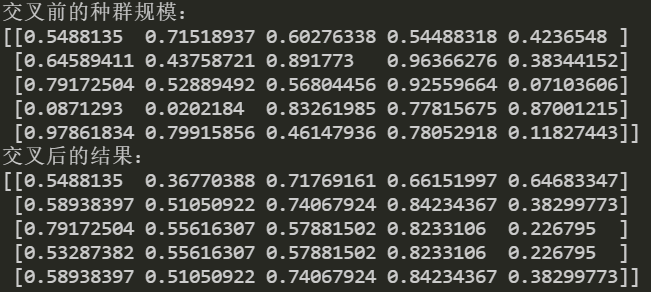 交叉前的种群规模：
[[0.5488135  0.71518937 0.60276338 0.54488318 0.4236548 ]
 [0.64589411 0.43758721 0.891773   0.96366276 0.38344152]
 [0.79172504 0.52889492 0.56804456 0.92559664 0.07103606]
 [0.0871293  0.0202184  0.83261985 0.77815675 0.87001215]
 [0.97861834 0.79915856 0.46147936 0.78052918 0.11827443]]
交叉后的结果：
[[0.5488135  0.36770388 0.71769161 0.66151997 0.64683347]
 [0.58938397 0.51050922 0.74067924 0.84234367 0.38299773]
 [0.79172504 0.55616307 0.57881502 0.8233106  0.226795  ]
 [0.53287382 0.55616307 0.57881502 0.8233106  0.226795  ]
 [0.58938397 0.51050922 0.74067924 0.84234367 0.38299773]]